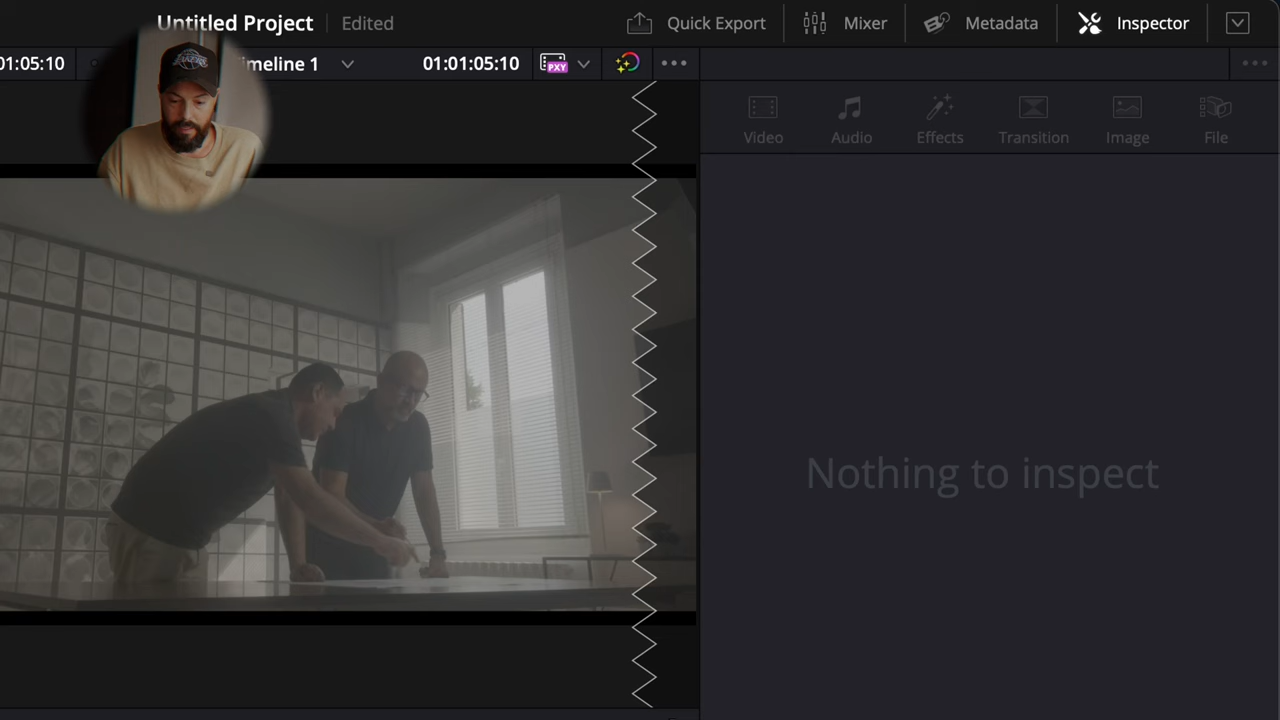 Untitled Project Edited Quick Export Mixer Metadata Inspector
01:05:10 imeline 1 01:01:05:10 PXY
LAKERS
Video Audio Effects Transition Image File
Nothing to inspect